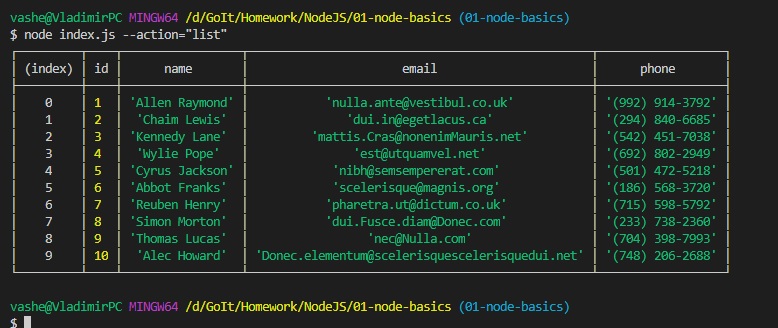 vashe@VladimirPC MINGW64 /d/GoIt/Homework/NodeJS/01-node-basics (01-node-basics)
$ node index.js --action="list"
(index) id name email phone
0 1 'Allen Raymond' 'nulla.ante@vestibul.co.uk' '(992) 914-3792'
1 2 'Chaim Lewis' 'dui.in@egetlacus.ca' '(294) 840-6685'
2 3 'Kennedy Lane' 'mattis.Cras@nonenimMauris.net' '(542) 451-7038'
3 4 'Wylie Pope' 'est@utquamvel.net' '(692) 802-2949'
4 5 'Cyrus Jackson' 'nibh@semsempererat.com' '(501) 472-5218'
5 6 'Abbot Franks' 'scelerisque@magnis.org' '(186) 568-3720'
6 7 'Reuben Henry' 'pharetra.ut@dictum.co.uk' '(715) 598-5792'
7 8 'Simon Morton' 'dui.Fusce.diam@Donec.com' '(233) 738-2360'
8 9 'Thomas Lucas' 'nec@Nulla.com' '(704) 398-7993'
9 10 'Alec Howard' 'Donec.elementum@scelerisquescelerisquedui.net' '(748) 206-2688'
vashe@VladimirPC MINGW64 /d/GoIt/Homework/NodeJS/01-node-basics (01-node-basics)
$